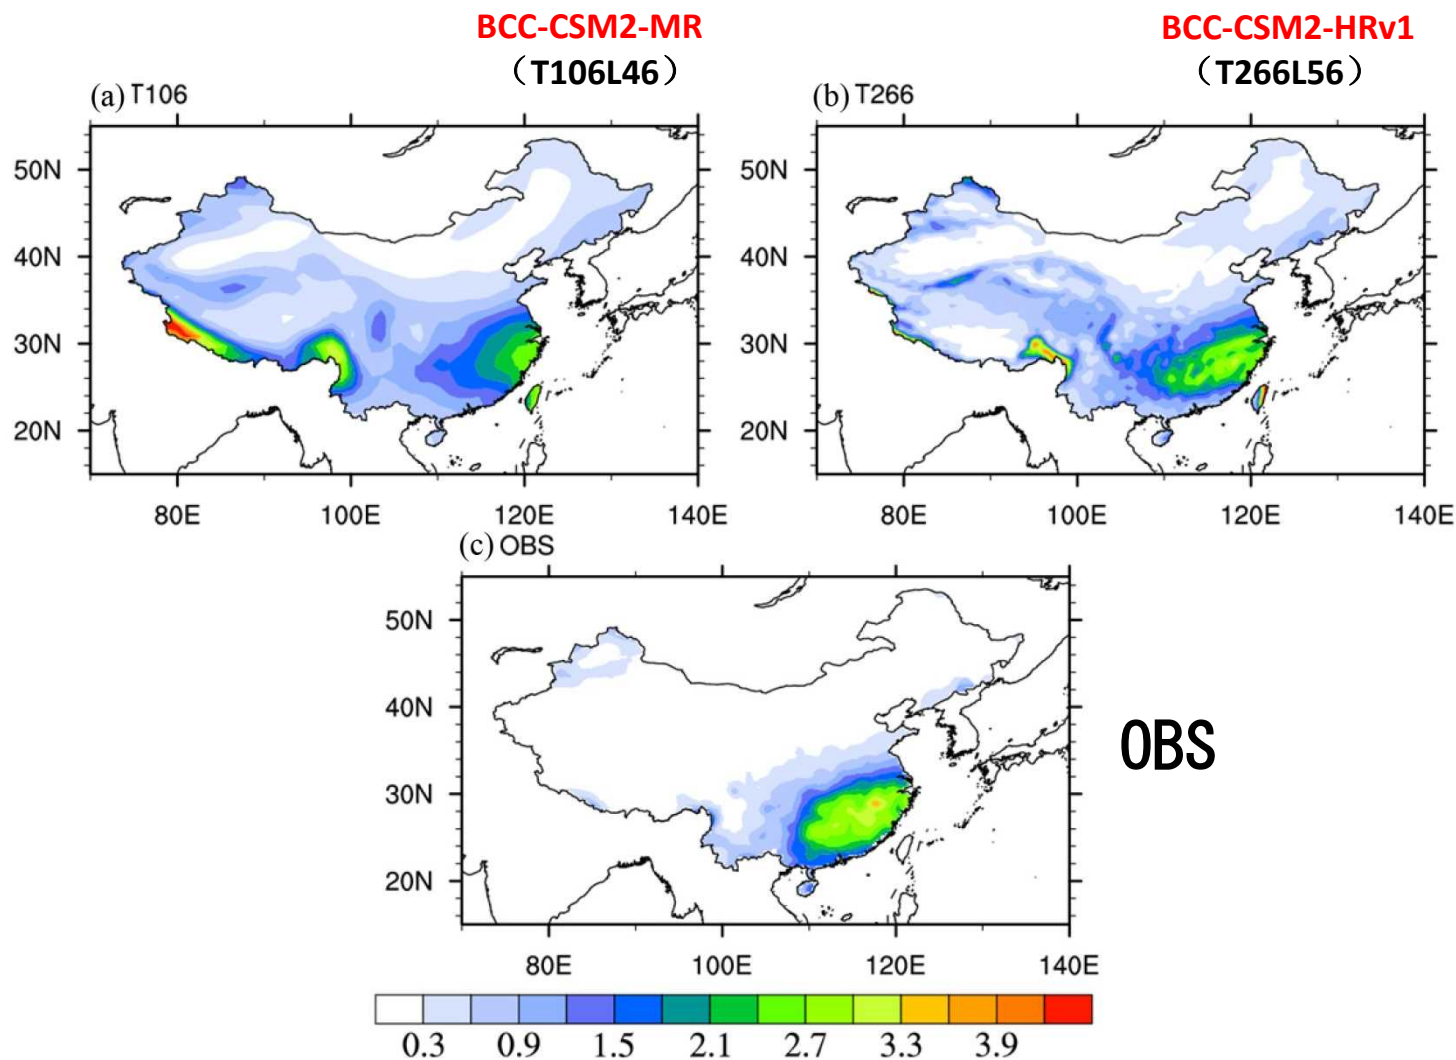 BCC-CSM2-MR
（T106L46）
BCC-CSM2-HRv1
（T266L56）
(a) T106
(b) T266
50N
40N
30N
20N
80E 100E 120E 140E
50N
40N
30N
20N
80E 100E 120E 140E
(c) OBS
50N
40N
30N
20N
80E 100E 120E 140E
OBS
0.3 0.9 1.5 2.1 2.7 3.3 3.9